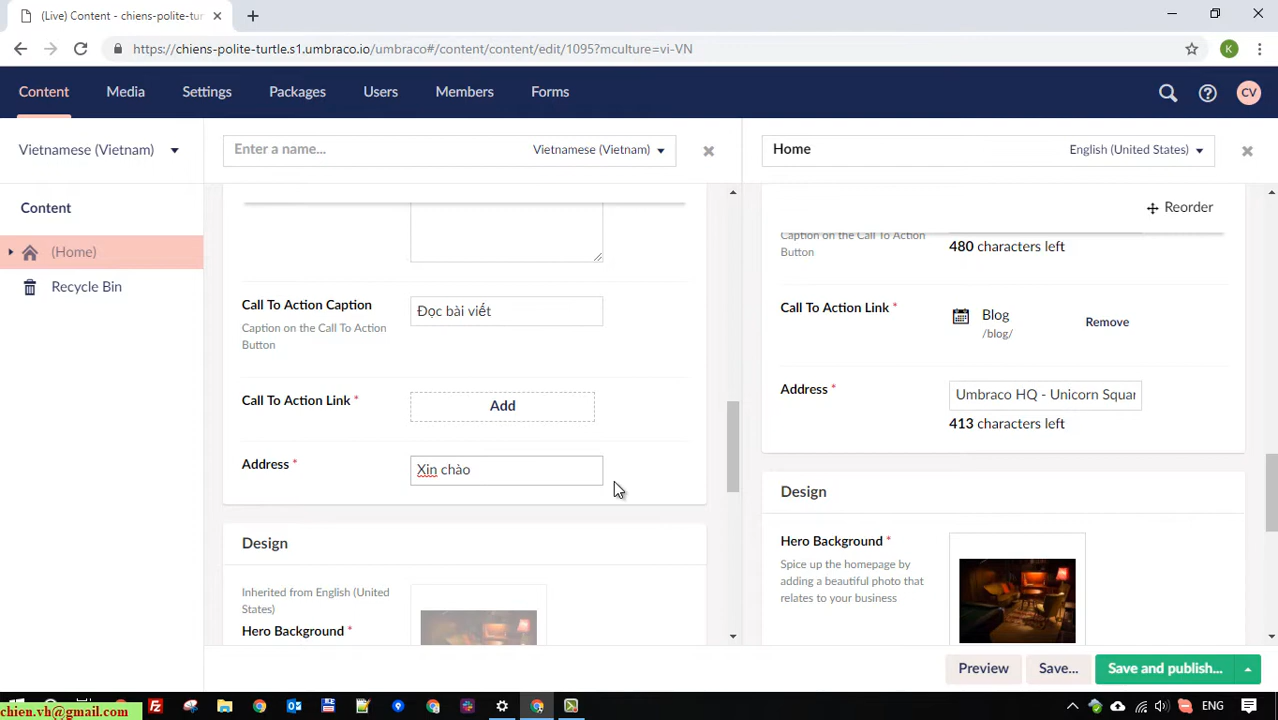 (Live) Content - chiens-polite-tur
https://chiens-polite-turtle.s1.umbraco.io/umbraco#/content/content/edit/1095?mculture=vi-VN
K
Content Media Settings Packages Users Members Forms
CV
Vietnamese (Vietnam)
Enter a name... Vietnamese (Vietnam)
Home English (United States)
Content
(Home)
Recycle Bin
Call To Action Caption
Caption on the Call To Action
Button
Đọc bài viết
Call To Action Link *
Add
Address *
Xin chào
Design
Inherited from English (United
States)
Hero Background *
Reorder
Caption on the Call To Action
Button
480 characters left
Call To Action Link *
Blog
/blog/
Remove
Address *
Umbraco HQ - Unicorn Squar
413 characters left
Design
Hero Background *
Spice up the homepage by
adding a beautiful photo that
relates to your business
Preview Save... Save and publish...
chien.vh@gmail.com
ENG